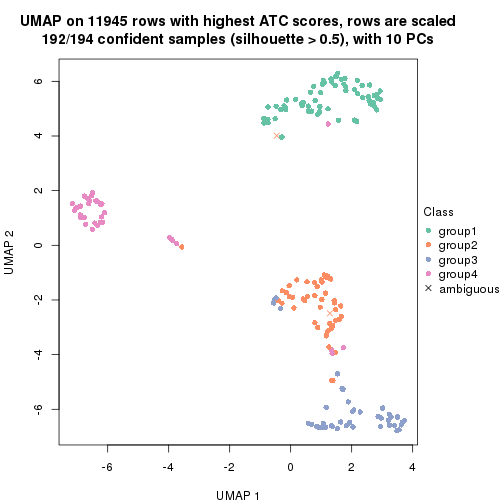 UMAP on 11945 rows with highest ATC scores, rows are scaled
192/194 confident samples (silhouette > 0.5), with 10 PCs
6
4
2
0
-2
-4
-6
UMAP 2
-6
-4
-2
0
2
4
UMAP 1
Class
group1
group2
group3
group4
ambiguous